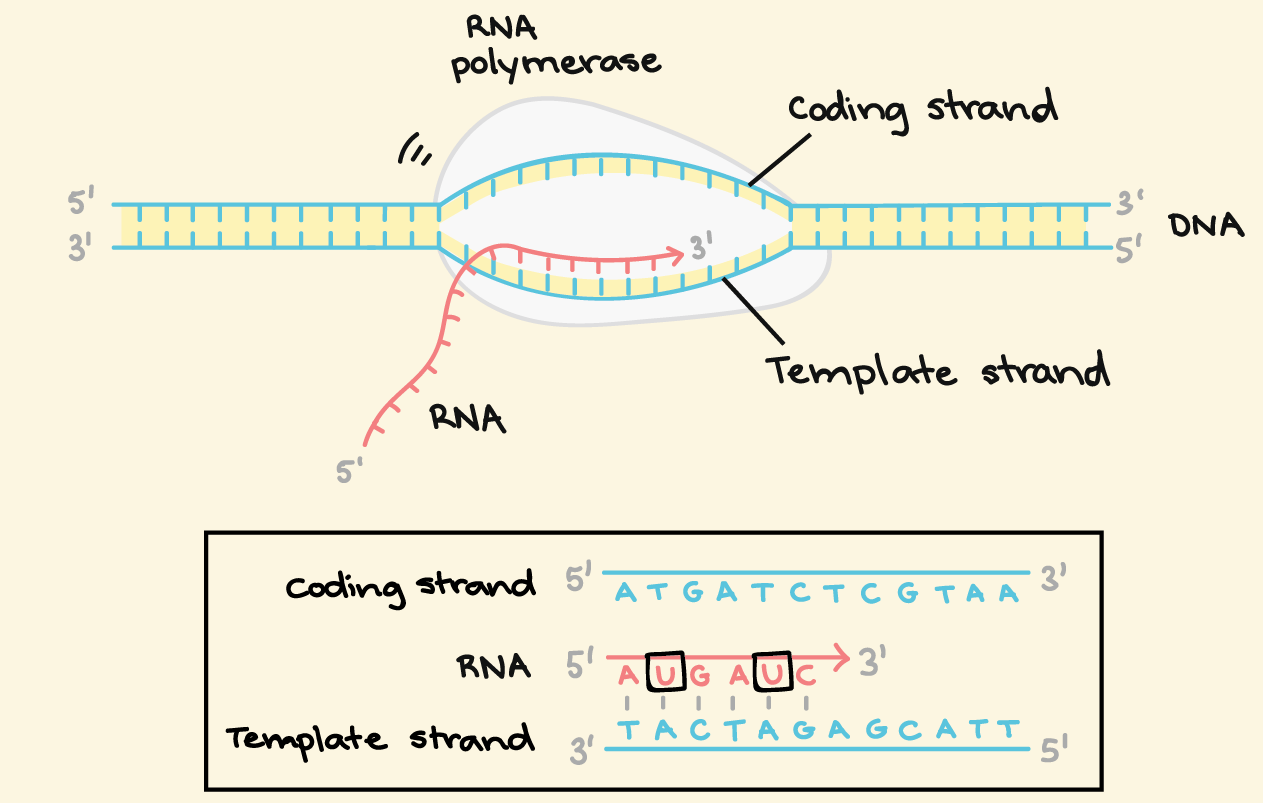 RNA
polymerase
Coding strand
5' 3'
DNA
3' 5'
3'
Template strand
RNA
5'
Coding strand 5' A T G A T C T C G T A A 3'
RNA 5' A U G A U C 3'
T A C T A G A G C A T T
Template strand 3' 5'